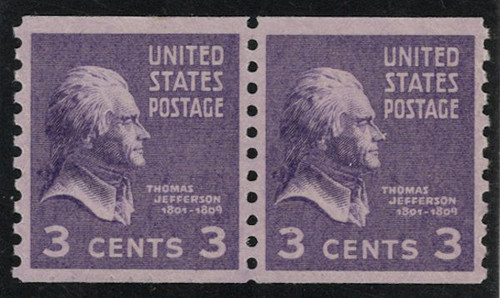 UNITED
STATES
POSTAGE
THOMAS
JEFFERSON
1801-1809
3 CENTS 3
UNITED
STATES
POSTAGE
THOMAS
JEFFERSON
1801-1809
3 CENTS 3